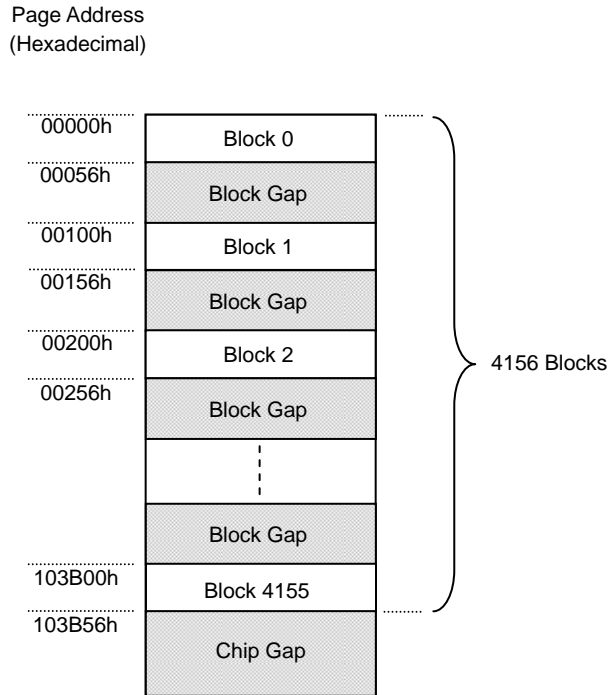 Page Address
(Hexadecimal)
00000h
Block 0
00056h
Block Gap
00100h
Block 1
00156h
Block Gap
00200h
Block 2
4156 Blocks
00256h
Block Gap
Block Gap
103B00h
Block 4155
103B56h
Chip Gap